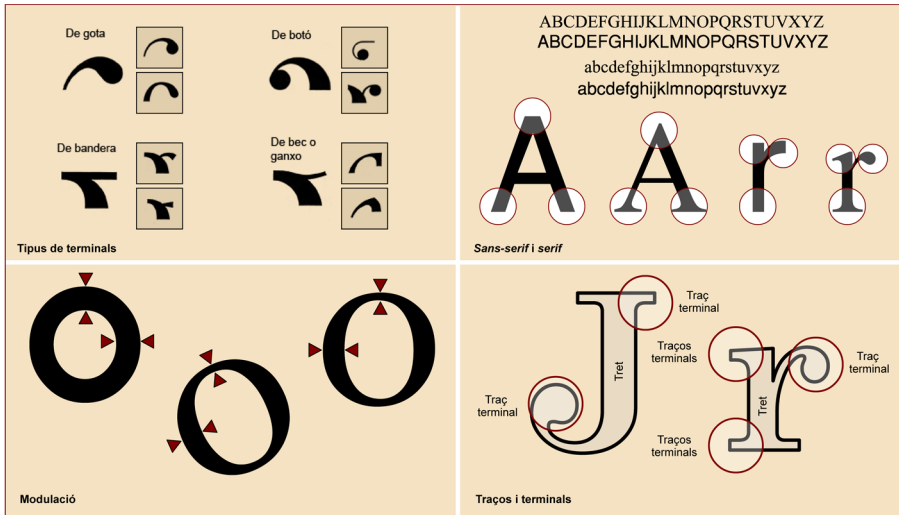 De gota
De botó
De bandera
De bec o
ganxo
Tipus de terminals
ABCDEFGHIJKLMNOPQRSTUVXYZ
ABCDEFGHIJKLMNOPQRSTUVXYZ
abcdefghijklmnopqrstuvxyz
abcdefghijklmnopqrstuvxyz
A A r r
Sans-serif i serif
O O O
Modulació
Traç
terminal
Traços
terminals
Traç
terminal
Traç
terminal
Tret
Tret
J r
Traços
terminals
Traços i terminals